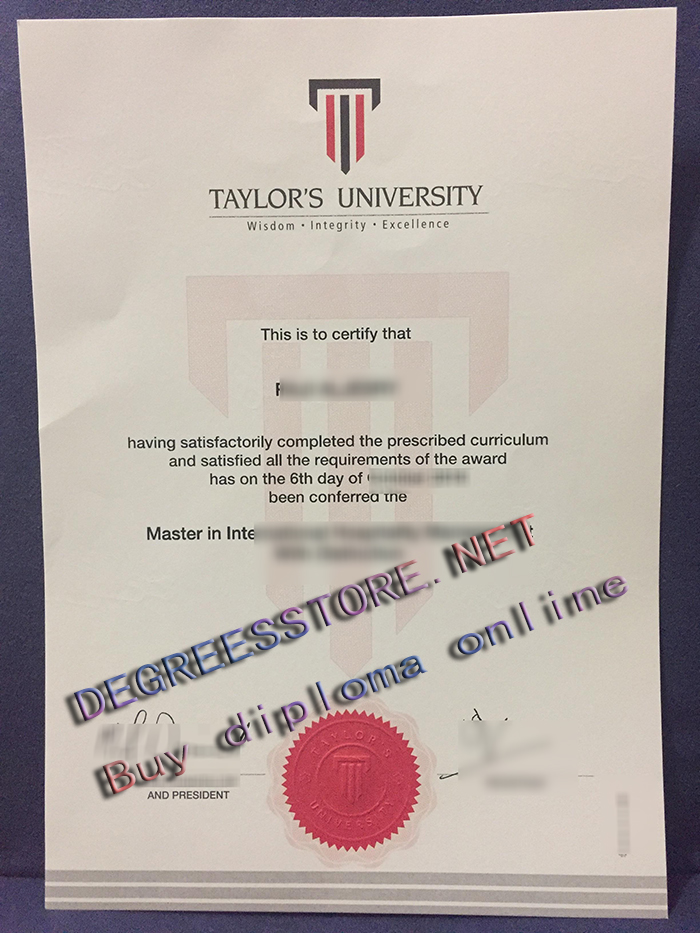 TAYLOR'S UNIVERSITY
Wisdom • Integrity • Excellence
This is to certify that
having satisfactorily completed the prescribed curriculum
and satisfied all the requirements of the award
has on the 6th day of
been conferred the
Master in
DEGREESSTORE.NET
Buy diploma onliime
AND PRESIDENT
TAYLOR'S
UNIVERSITY